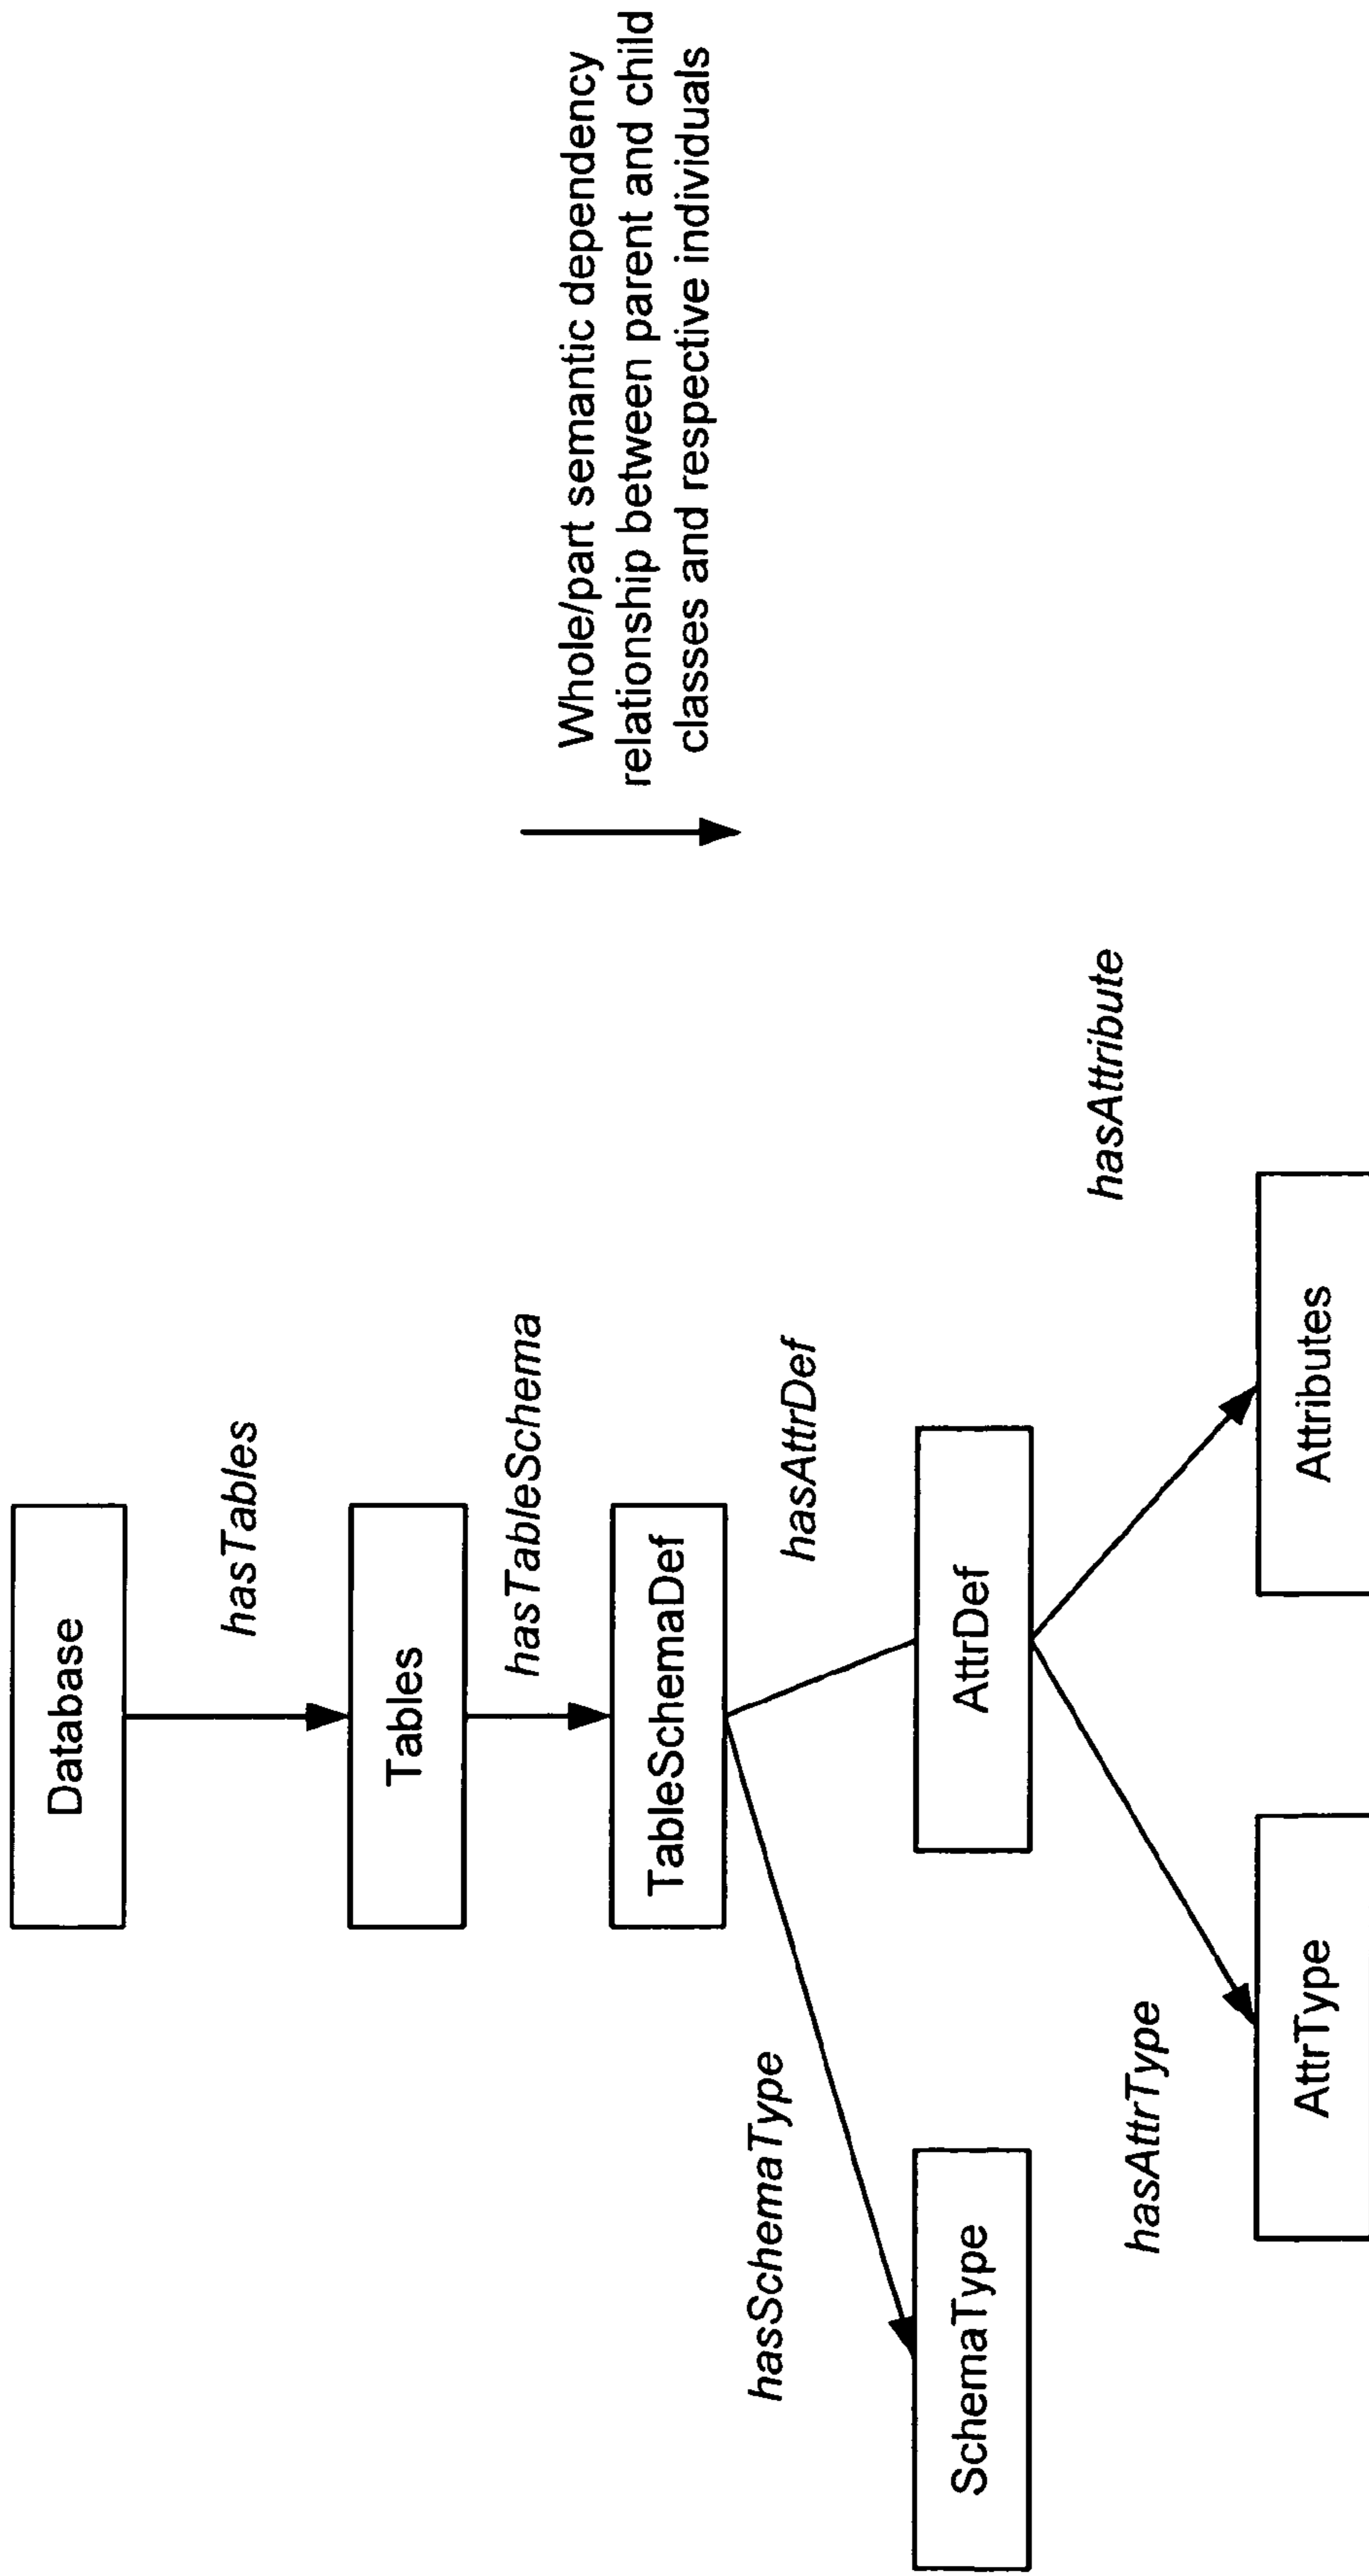 Database
hasTables
Tables
hasTableSchema
TableSchemaDef
hasSchemaType
hasAttrDef
SchemaType
AttrDef
hasAttrType
hasAttribute
AttrType
Attributes
Whole/part semantic dependency
relationship between parent and child
classes and respective individuals